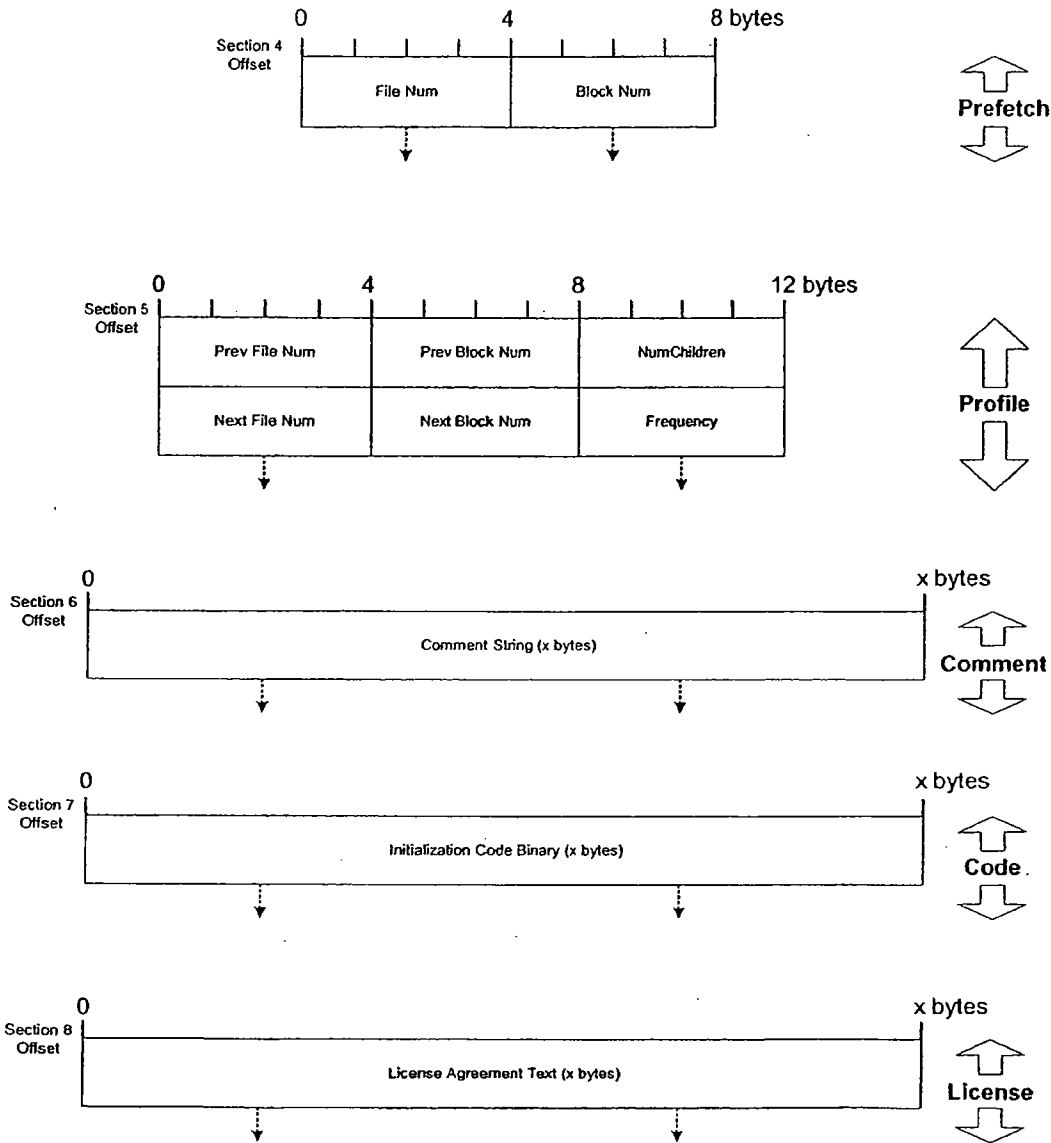 0 4 8 bytes
Section 4
Offset
File Num Block Num
Prefetch
0 4 8 12 bytes
Section 5
Offset
Prev File Num Prev Block Num NumChildren
Next File Num Next Block Num Frequency
Profile
0 x bytes
Section 6
Offset
Comment String (x bytes)
Comment
0 x bytes
Section 7
Offset
Initialization Code Binary (x bytes)
Code
0 x bytes
Section 8
Offset
License Agreement Text (x bytes)
License